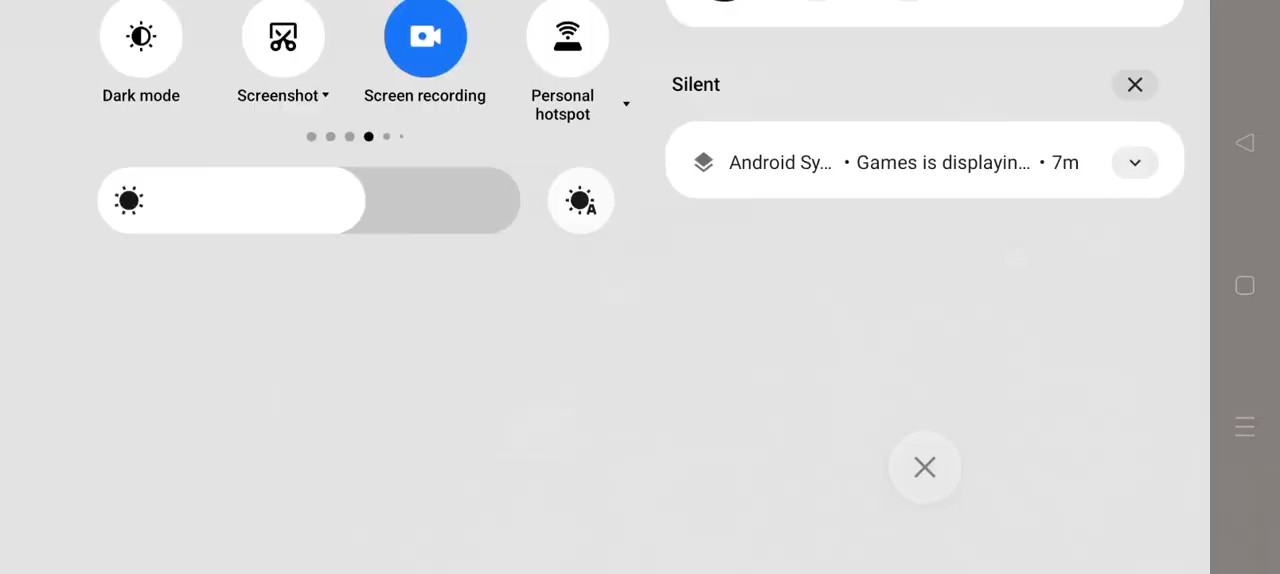 Dark mode
Screenshot
Screen recording
Personal
hotspot
A
Silent
Android Sy... • Games is displayin... • 7m